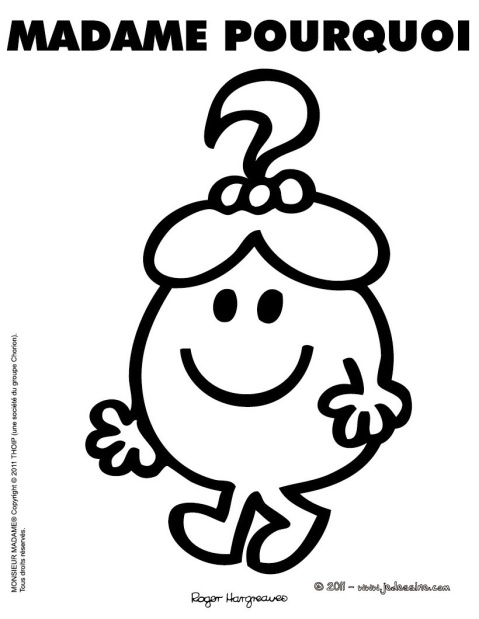 MADAME POURQUOI
MONSIEUR MADAME® Copyright © 2011 THOIP (une société du groupe Chorion).
Tous droits réservés.
© 2011 - www.jedessine.com
Roger Hargreaves